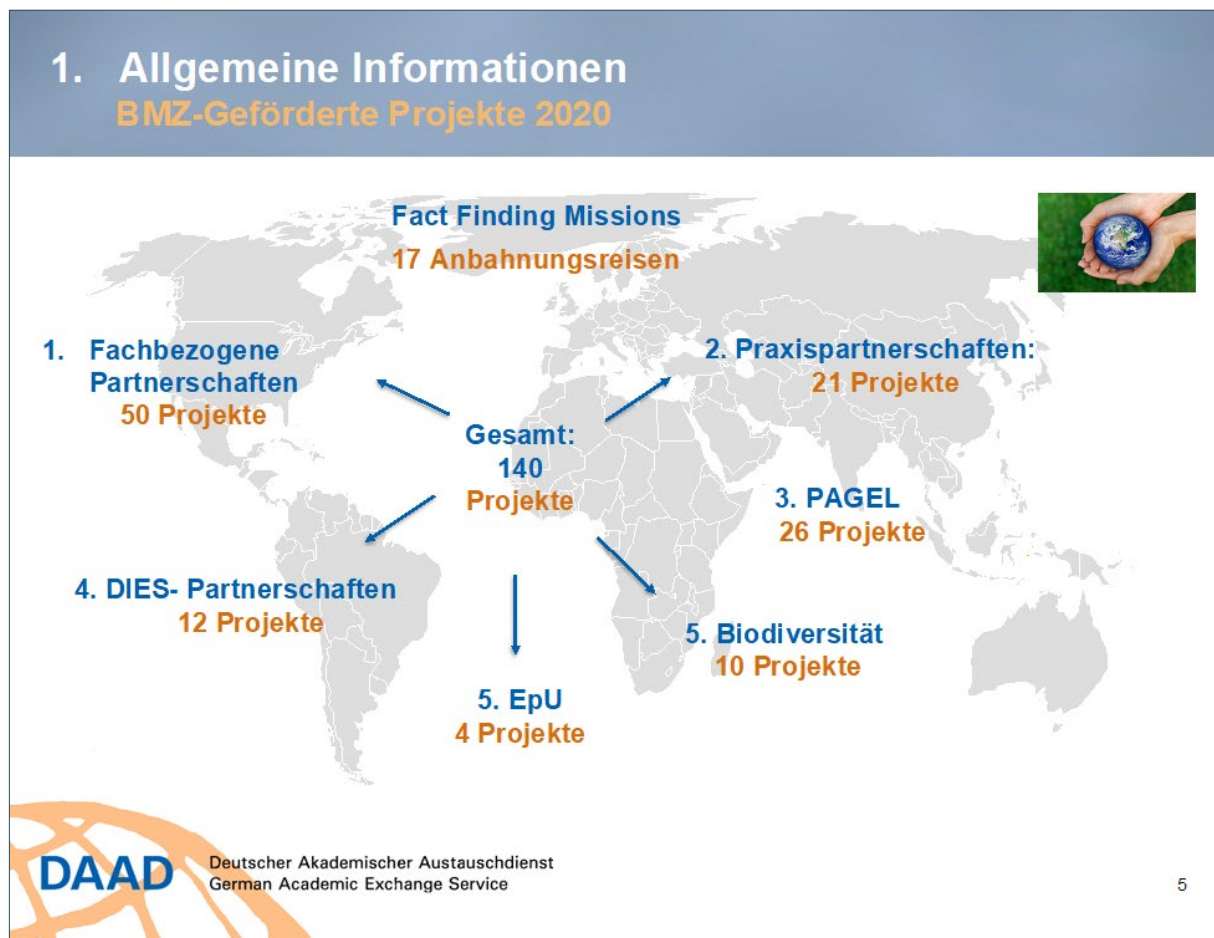 1. Allgemeine Informationen
BMZ-Geförderte Projekte 2020
Fact Finding Missions
17 Anbahnungsreisen
1. Fachbezogene
Partnerschaften
50 Projekte
2. Praxispartnerschaften:
21 Projekte
Gesamt:
140
Projekte
3. PAGEL
26 Projekte
4. DIES- Partnerschaften
12 Projekte
5. Biodiversität
10 Projekte
5. EpU
4 Projekte
DAAD
Deutscher Akademischer Austauschdienst
German Academic Exchange Service
5